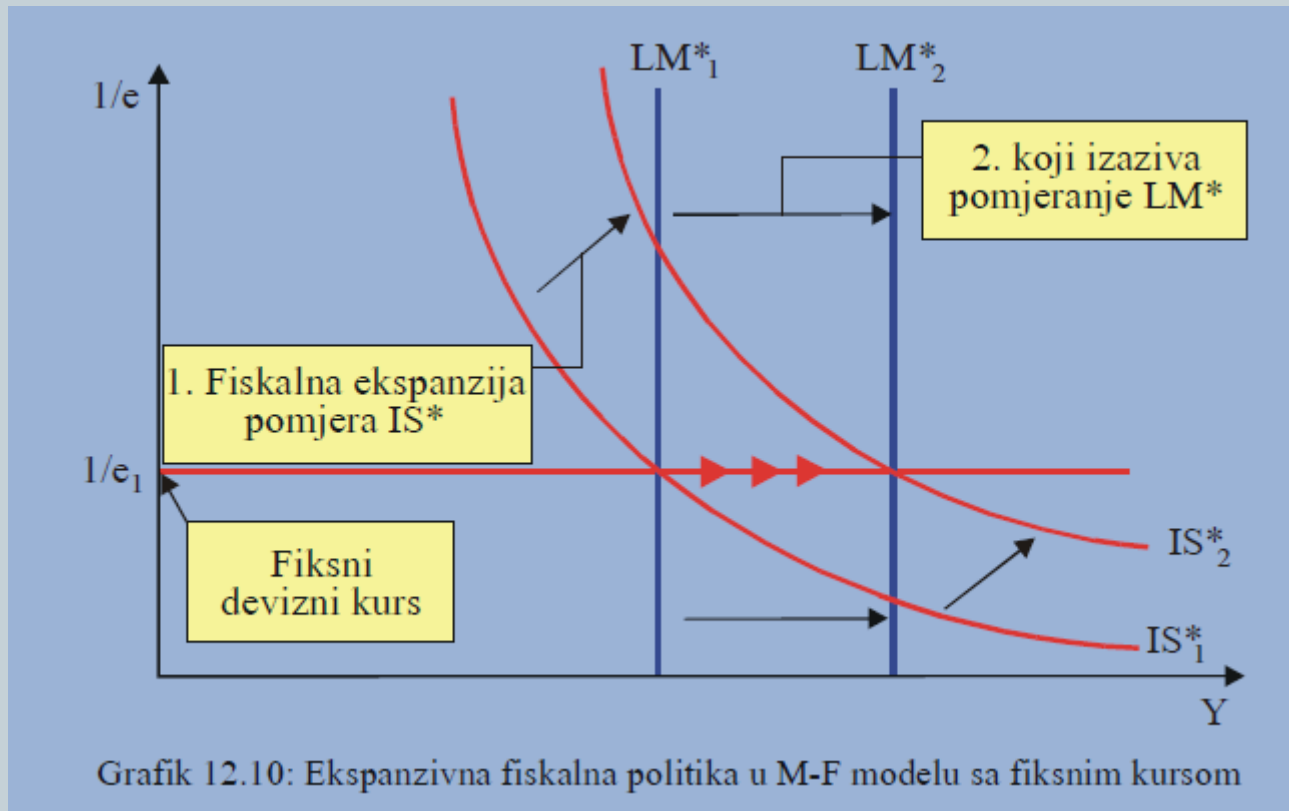 LM*1
LM*2
1/e
2. koji izaziva
pomjeranje LM*
1. Fiskalna ekspanzija
pomjera IS*
1/e1
Fiksni
devizni kurs
IS*2
IS*1
Y
Grafik 12.10: Ekspanzivna fiskalna politika u M-F modelu sa fiksnim kursom